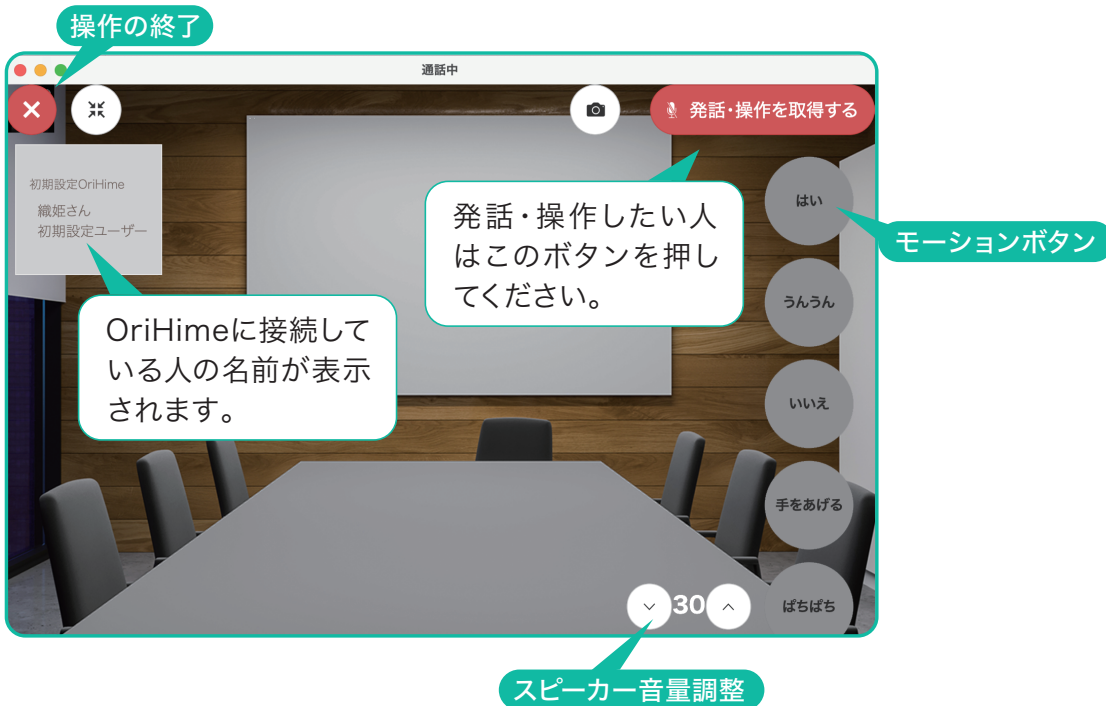 操作の終了
通話中
発話・操作を取得する
初期設定OriHime
織姫さん
初期設定ユーザー
発話・操作したい人
はこのボタンを押し
てください。
はい
モーションボタン
うんうん
OriHimeに接続して
いる人の名前が表示
されます。
いいえ
手をあげる
30
ぱちぱち
スピーカー音量調整